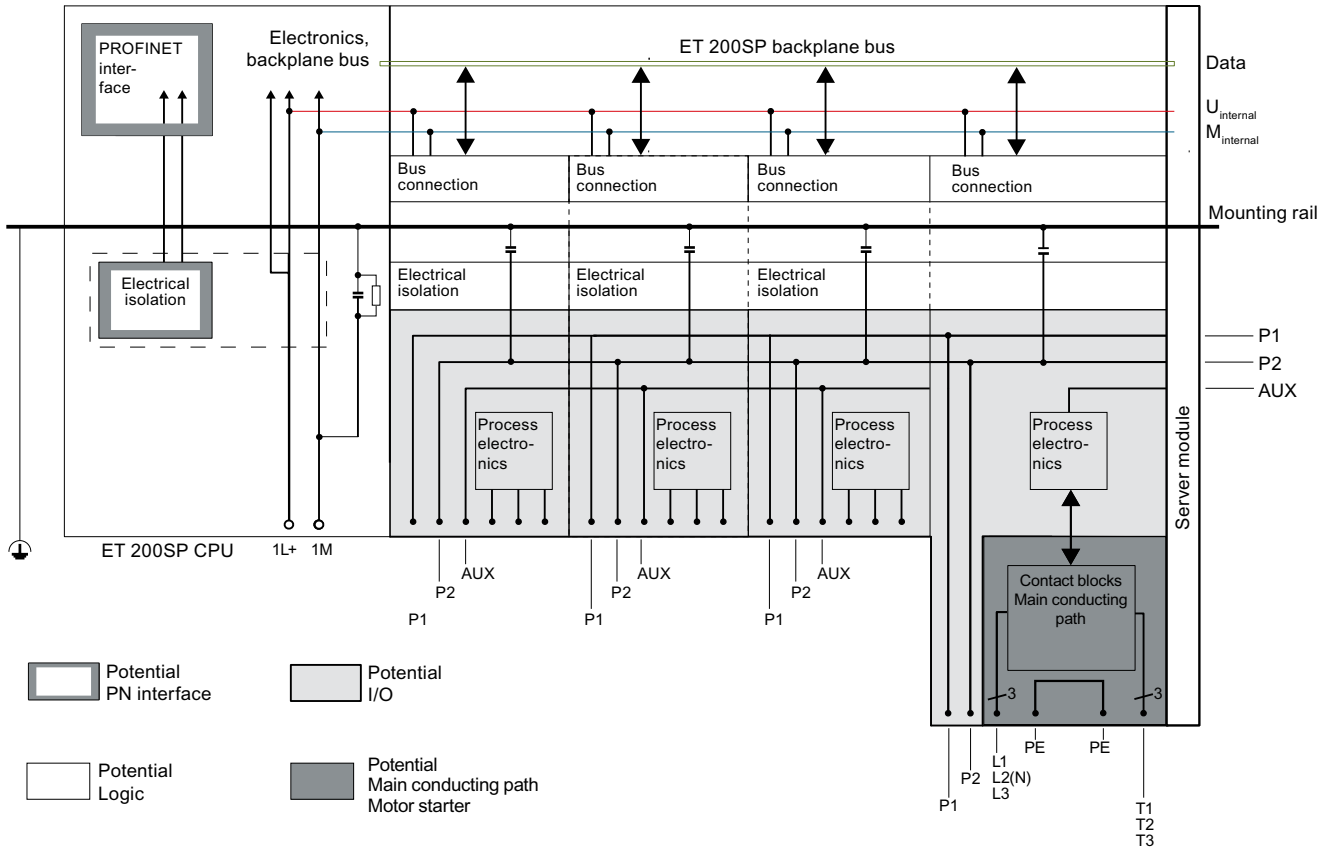 PROFINET
inter-
face
Electronics,
backplane bus
ET 200SP backplane bus
Data
U internal
M internal
Bus
connection
Bus
connection
Bus
connection
Bus
connection
Mounting rail
Electrical
isolation
Electrical
isolation
Electrical
isolation
Electrical
isolation
P1
P2
AUX
Process
electro-
nics
Process
electro-
nics
Process
electro-
nics
Process
electro-
nics
Server module
ET 200SP CPU
1L+
1M
AUX
P2
P1
AUX
P2
P1
AUX
P2
P1
Contact blocks
Main conducting
path
3
3
P1
P2
L1
L2(N)
L3
PE
PE
T1
T2
T3
Potential
PN interface
Potential
I/O
Potential
Logic
Potential
Main conducting path
Motor starter